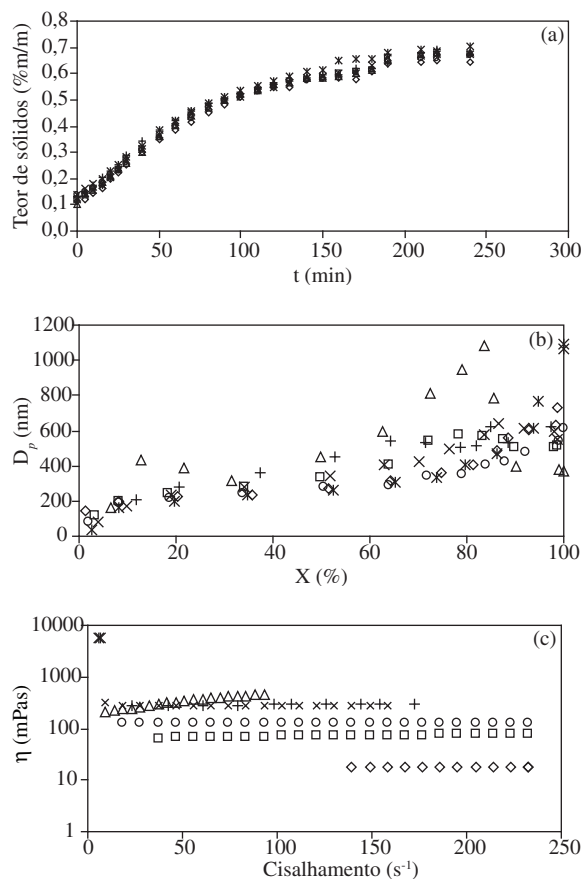 (a)
Teor de sólidos (%m/m)
0,8
0,7
0,6
0,5
0,4
0,3
0,2
0,1
0,0
0 50 100 150 200 250 300
t (min)
(b)
D_p (nm)
1200
1000
800
600
400
200
0
0 20 40 60 80 100
X (%)
(c)
η (mPas)
10000
1000
100
10
1
0 50 100 150 200 250
Cisalhamento (s⁻¹)